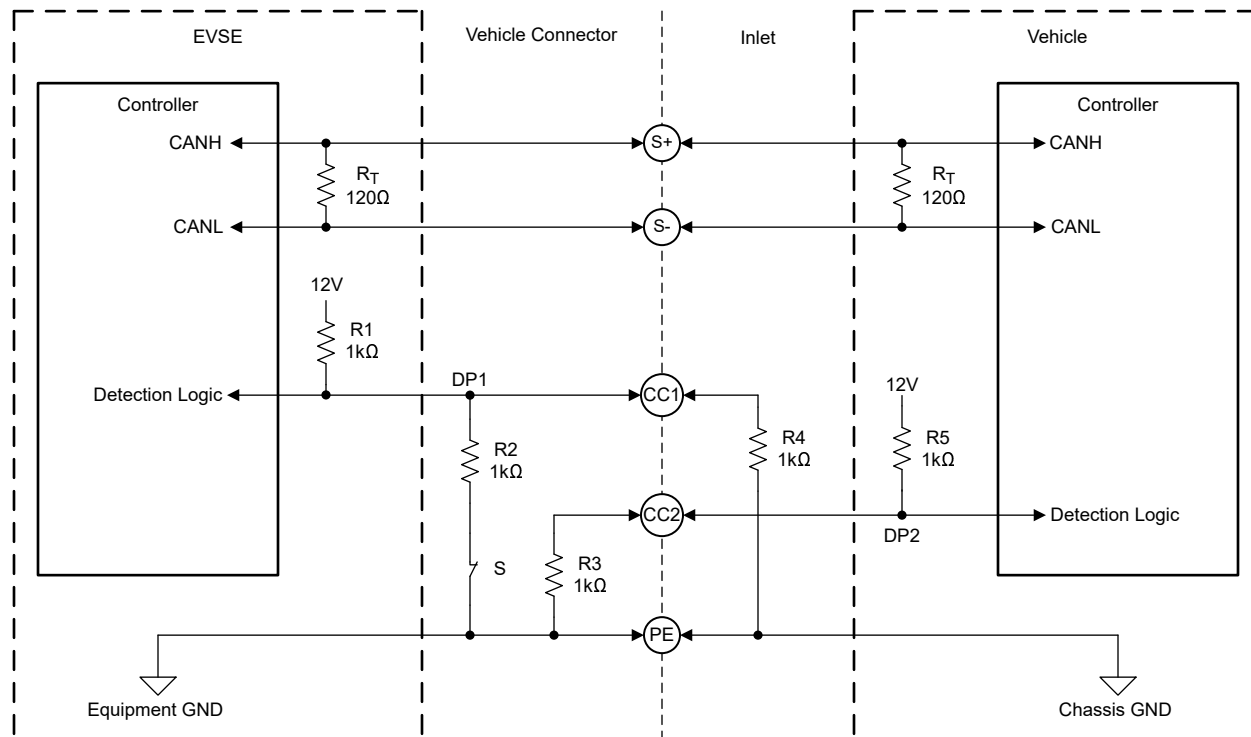 EVSE
Vehicle Connector
Inlet
Vehicle
Controller
Controller
CANH
S+
CANH
RT
120Ω
RT
120Ω
CANL
S-
CANL
12V
R1
1kΩ
Detection Logic
DP1
CC1
12V
R2
1kΩ
R4
1kΩ
R5
1kΩ
CC2
Detection Logic
DP2
S
R3
1kΩ
PE
Equipment GND
Chassis GND